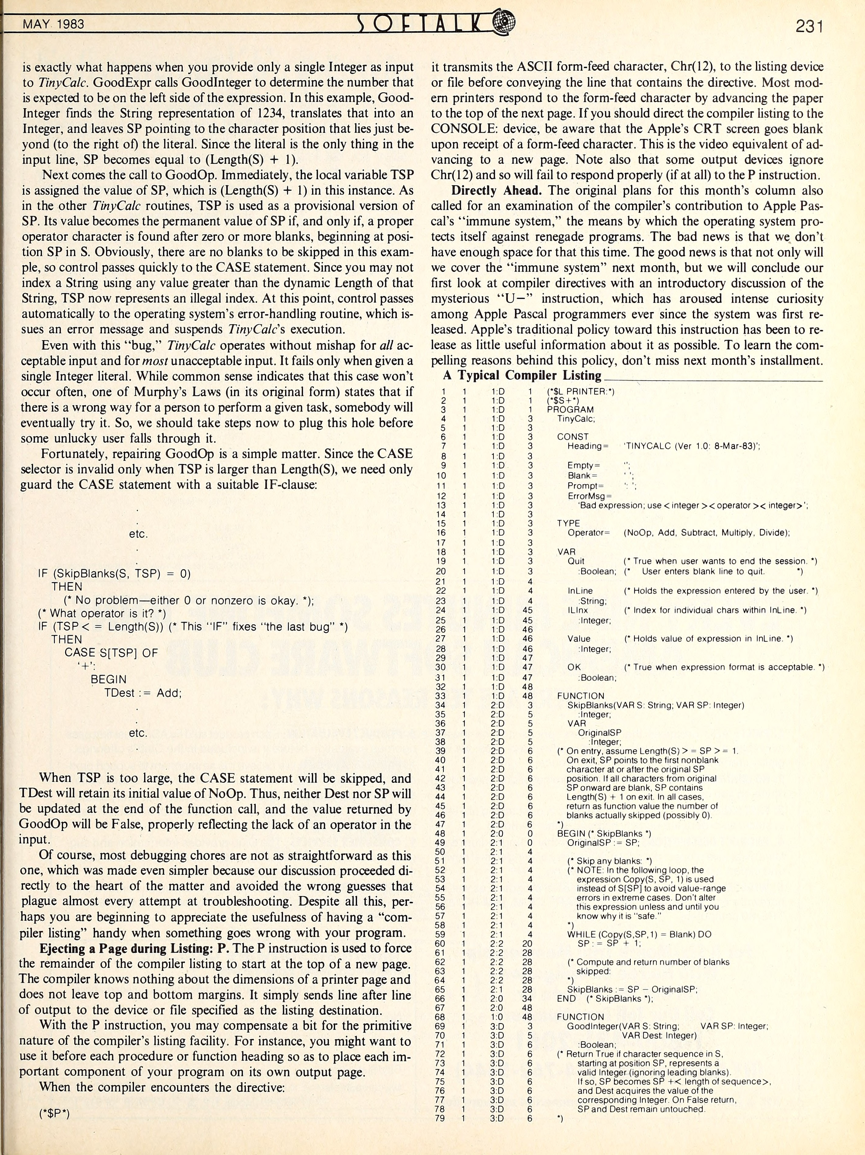 MAY 1983
SOFTALK
231
is exactly what happens when you provide only a single Integer as input
to TinyCalc. GoodExpr calls GoodInteger to determine the number that
is expected to be on the left side of the expression. In this example, Good-
Integer finds the String representation of 1234, translates that into an
Integer, and leaves SP pointing to the character position that lies just be-
yond (to the right of) the literal. Since the literal is the only thing in the
input line, SP becomes equal to (Length(S) + 1).
Next comes the call to GoodOp. Immediately, the local variable TSP
is assigned the value of SP, which is (Length(S) + 1) in this instance. As
in the other TinyCalc routines, TSP is used as a provisional version of
SP. Its value becomes the permanent value of SP if, and only if, a proper
operator character is found after zero or more blanks, beginning at posi-
tion SP in S. Obviously, there are no blanks to be skipped in this exam-
ple, so control passes quickly to the CASE statement. Since you may not
index a String using any value greater than the dynamic Length of that
String, TSP now represents an illegal index. At this point, control passes
automatically to the operating system's error-handling routine, which is-
sues an error message and suspends TinyCalc's execution.
Even with this "bug," TinyCalc operates without mishap for all ac-
ceptable input and for most unacceptable input. It fails only when given a
single Integer literal. While common sense indicates that this case won't
occur often, one of Murphy's Laws (in its original form) states that if
there is a wrong way for a person to perform a given task, somebody will
eventually try it. So, we should take steps now to plug this hole before
some unlucky user falls through it.
Fortunately, repairing GoodOp is a simple matter. Since the CASE
selector is invalid only when TSP is larger than Length(S), we need only
guard the CASE statement with a suitable IF-clause:
.
.
etc.
.
IF (SkipBlanks(S, TSP) = 0)
THEN
(* No problem—either 0 or nonzero is okay. *);
(* What operator is it? *)
IF (TSP < = Length(S)) (* This "IF" fixes "the last bug" *)
THEN
CASE S[TSP] OF
'+':
BEGIN
TDest := Add;
.
.
etc.
.
When TSP is too large, the CASE statement will be skipped, and
TDest will retain its initial value of NoOp. Thus, neither Dest nor SP will
be updated at the end of the function call, and the value returned by
GoodOp will be False, properly reflecting the lack of an operator in the
input.
Of course, most debugging chores are not as straightforward as this
one, which was made even simpler because our discussion proceeded di-
rectly to the heart of the matter and avoided the wrong guesses that
plague almost every attempt at troubleshooting. Despite all this, per-
haps you are beginning to appreciate the usefulness of having a "com-
piler listing" handy when something goes wrong with your program.
Ejecting a Page during Listing: P. The P instruction is used to force
the remainder of the compiler listing to start at the top of a new page.
The compiler knows nothing about the dimensions of a printer page and
does not leave top and bottom margins. It simply sends line after line
of output to the device or file specified as the listing destination.
With the P instruction, you may compensate a bit for the primitive
nature of the compiler's listing facility. For instance, you might want to
use it before each procedure or function heading so as to place each im-
portant component of your program on its own output page.
When the compiler encounters the directive:
(*$P*)
it transmits the ASCII form-feed character, Chr(12), to the listing device
or file before conveying the line that contains the directive. Most mod-
ern printers respond to the form-feed character by advancing the paper
to the top of the next page. If you should direct the compiler listing to the
CONSOLE: device, be aware that the Apple's CRT screen goes blank
upon receipt of a form-feed character. This is the video equivalent of ad-
vancing to a new page. Note also that some output devices ignore
Chr(12) and so will fail to respond properly (if at all) to the P instruction.
Directly Ahead. The original plans for this month's column also
called for an examination of the compiler's contribution to Apple Pas-
cal's "immune system," the means by which the operating system pro-
tects itself against renegade programs. The bad news is that we don't
have enough space for that this time. The good news is that not only will
we cover the "immune system" next month, but we will conclude our
first look at compiler directives with an introductory discussion of the
mysterious "U−" instruction, which has aroused intense curiosity
among Apple Pascal programmers ever since the system was first re-
leased. Apple's traditional policy toward this instruction has been to re-
lease as little useful information about it as possible. To learn the com-
pelling reasons behind this policy, don't miss next month's installment.
A Typical Compiler Listing
1 1 1:D 1 (*$L PRINTER:*)
2 1 1:D 1 (*$S+*)
3 1 1:D 1 PROGRAM
4 1 1:D 3 TinyCalc;
5 1 1:D 3
6 1 1:D 3 CONST
7 1 1:D 3 Heading= 'TINYCALC (Ver 1.0: 8-Mar-83)';
8 1 1:D 3
9 1 1:D 3 Empty= '';
10 1 1:D 3 Blank= ' ';
11 1 1:D 3 Prompt= ': ';
12 1 1:D 3 ErrorMsg=
13 1 1:D 3 'Bad expression; use < integer >< operator >< integer>';
14 1 1:D 3
15 1 1:D 3 TYPE
16 1 1:D 3 Operator= (NoOp, Add, Subtract, Multiply, Divide);
17 1 1:D 3
18 1 1:D 3 VAR
19 1 1:D 3 Quit (* True when user wants to end the session. *)
20 1 1:D 3 :Boolean; (* User enters blank line to quit. *)
21 1 1:D 4
22 1 1:D 4 InLine (* Holds the expression entered by the user. *)
23 1 1:D 4 :String;
24 1 1:D 45 ILInx (* Index for individual chars within InLine. *)
25 1 1:D 45 :Integer;
26 1 1:D 46
27 1 1:D 46 Value (* Holds value of expression in InLine. *)
28 1 1:D 46 :Integer;
29 1 1:D 47
30 1 1:D 47 OK (* True when expression format is acceptable. *)
31 1 1:D 47 :Boolean;
32 1 1:D 48
33 1 1:D 48 FUNCTION
34 1 2:D 3 SkipBlanks(VAR S: String; VAR SP: Integer)
35 1 2:D 5 :Integer;
36 1 2:D 5 VAR
37 1 2:D 5 OriginalSP
38 1 2:D 5 :Integer;
39 1 2:D 6 (* On entry, assume Length(S) > = SP > = 1.
40 1 2:D 6 On exit, SP points to the first nonblank
41 1 2:D 6 character at or after the original SP
42 1 2:D 6 position. If all characters from original
43 1 2:D 6 SP onward are blank, SP contains
44 1 2:D 6 Length(S) + 1 on exit. In all cases,
45 1 2:D 6 return as function value the number of
46 1 2:D 6 blanks actually skipped (possibly 0).
47 1 2:D 6 *)
48 1 2:0 0 BEGIN (* SkipBlanks *)
49 1 2:1 0 OriginalSP := SP;
50 1 2:1 4
51 1 2:1 4 (* Skip any blanks: *)
52 1 2:1 4 (* NOTE: In the following loop, the
53 1 2:1 4 expression Copy(S, SP, 1) is used
54 1 2:1 4 instead of S[SP] to avoid value-range
55 1 2:1 4 errors in extreme cases. Don't alter
56 1 2:1 4 this expression unless and until you
57 1 2:1 4 know why it is "safe."
58 1 2:1 4 *)
59 1 2:1 4 WHILE (Copy(S,SP,1) = Blank) DO
60 1 2:2 20 SP : = SP + 1;
61 1 2:2 28
62 1 2:2 28 (* Compute and return number of blanks
63 1 2:2 28 skipped:
64 1 2:2 28 *)
65 1 2:1 28 SkipBlanks := SP − OriginalSP;
66 1 2:0 34 END (* SkipBlanks *);
67 1 2:0 48
68 1 1:0 48 FUNCTION
69 1 3:D 3 GoodInteger(VAR S: String; VAR SP: Integer;
70 1 3:D 5 VAR Dest: Integer)
71 1 3:D 6 :Boolean;
72 1 3:D 6 (* Return True if character sequence in S,
73 1 3:D 6 starting at position SP, represents a
74 1 3:D 6 valid Integer (ignoring leading blanks).
75 1 3:D 6 If so, SP becomes SP +< length of sequence>,
76 1 3:D 6 and Dest acquires the value of the
77 1 3:D 6 corresponding Integer. On False return,
78 1 3:D 6 SP and Dest remain untouched.
79 1 3:D 6 *)